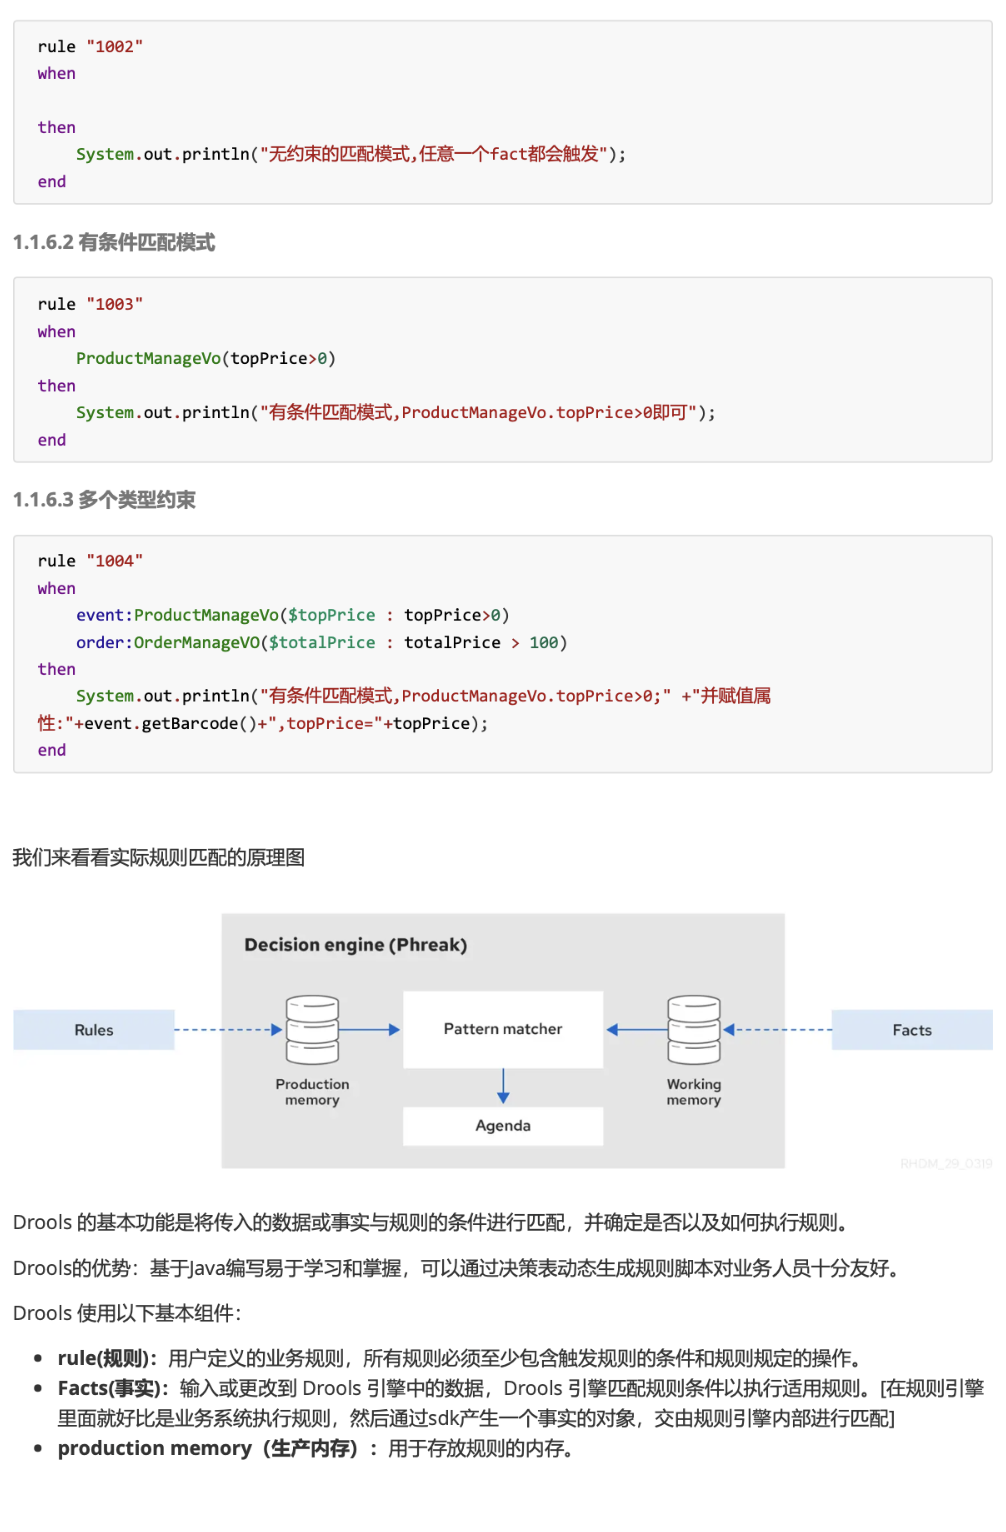 rule "1002"
when
then
System.out.println("无约束的匹配模式,任意一个fact都会触发");
end
1.1.6.2 有条件匹配模式
rule "1003"
when
ProductManageVo(topPrice>0)
then
System.out.println("有条件匹配模式,ProductManageVo.topPrice>0即可");
end
1.1.6.3 多个类型约束
rule "1004"
when
event:ProductManageVo($topPrice : topPrice>0)
order:OrderManageVO($totalPrice : totalPrice > 100)
then
System.out.println("有条件匹配模式,ProductManageVo.topPrice>0;" +"并赋值属
性:"+event.getBarcode()+",topPrice="+topPrice);
end
我们来看看实际规则匹配的原理图
Decision engine (Phreak)
Rules
Pattern matcher
Facts
Production
memory
Working
memory
Agenda
RHDM_29_0319
Drools 的基本功能是将传入的数据或事实与规则的条件进行匹配，并确定是否以及如何执行规则。
Drools的优势：基于Java编写易于学习和掌握，可以通过决策表动态生成规则脚本对业务人员十分友好。
Drools 使用以下基本组件：
• rule(规则)：用户定义的业务规则，所有规则必须至少包含触发规则的条件和规则规定的操作。
• Facts(事实)：输入或更改到 Drools 引擎中的数据，Drools 引擎匹配规则条件以执行适用规则。[在规则引擎
里面就好比是业务系统执行规则，然后通过sdk产生一个事实的对象，交由规则引擎内部进行匹配]
• production memory（生产内存）：用于存放规则的内存。